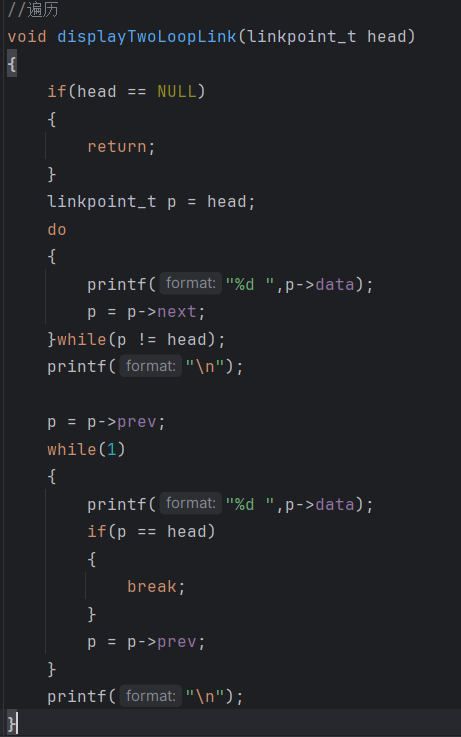 //遍历
void displayTwoLoopLink(linkpoint_t head)
{
    if(head == NULL)
    {
        return;
    }
    linkpoint_t p = head;
    do
    {
        printf( format: "%d ",p->data);
        p = p->next;
    }while(p != head);
    printf( format: "\n");

    p = p->prev;
    while(1)
    {
        printf( format: "%d ",p->data);
        if(p == head)
        {
            break;
        }
        p = p->prev;
    }
    printf( format: "\n");
}